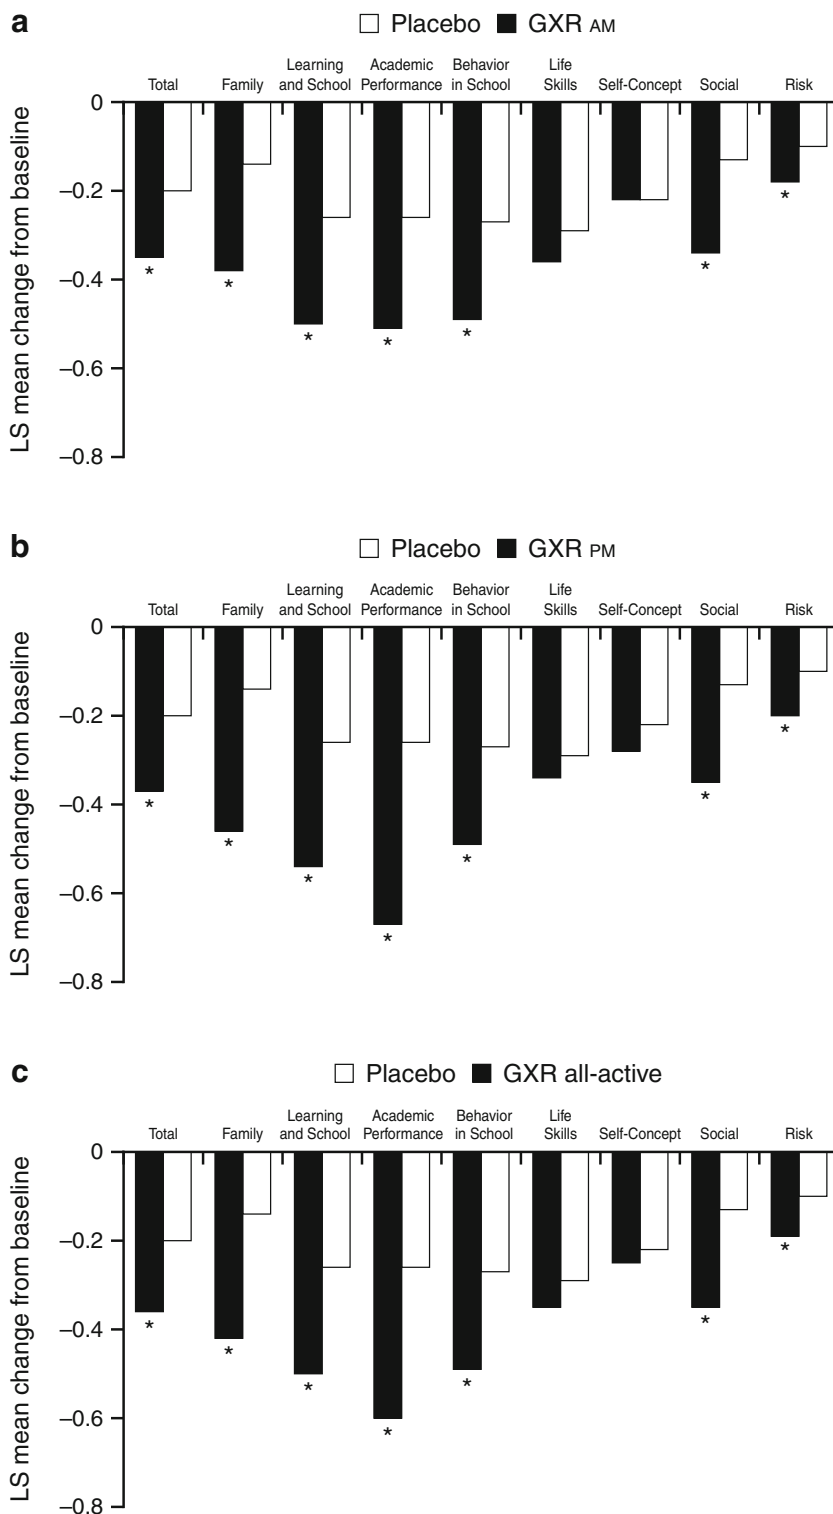 a
Placebo GXR AM
Total Family Learning and School Academic Performance Behavior in School Life Skills Self-Concept Social Risk
LS mean change from baseline
0
–0.2
–0.4
–0.6
–0.8
* * * * * * *
b
Placebo GXR PM
Total Family Learning and School Academic Performance Behavior in School Life Skills Self-Concept Social Risk
LS mean change from baseline
0
–0.2
–0.4
–0.6
–0.8
* * * * * * *
c
Placebo GXR all-active
Total Family Learning and School Academic Performance Behavior in School Life Skills Self-Concept Social Risk
LS mean change from baseline
0
–0.2
–0.4
–0.6
–0.8
* * * * * * *